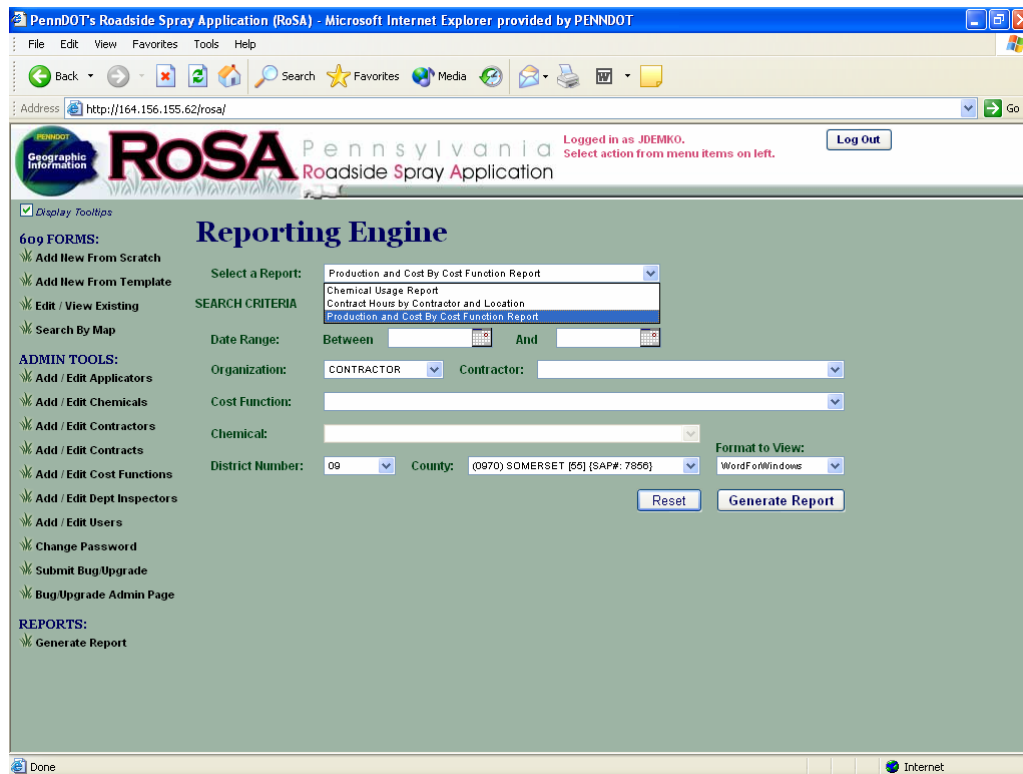 PennDOT's Roadside Spray Application (RoSA) - Microsoft Internet Explorer provided by PENNDOT
File Edit View Favorites Tools Help
Back Search Favorites Media
Address http://164.156.155.62/rosa/ Go
PENNDOT
Geographic
Information
RoSA
Pennsylvania
Roadside Spray Application
Logged in as JDEMKO.
Select action from menu items on left.
Log Out
Display Tooltips
609 FORMS:
Add New From Scratch
Add New From Template
Edit / View Existing
Search By Map
ADMIN TOOLS:
Add / Edit Applicators
Add / Edit Chemicals
Add / Edit Contractors
Add / Edit Contracts
Add / Edit Cost Functions
Add / Edit Dept Inspectors
Add / Edit Users
Change Password
Submit Bug/Upgrade
Bug/Upgrade Admin Page
REPORTS:
Generate Report
Reporting Engine
Select a Report: Production and Cost By Cost Function Report
Chemical Usage Report
Contract Hours by Contractor and Location
Production and Cost By Cost Function Report
SEARCH CRITERIA
Date Range: Between And
Organization: CONTRACTOR Contractor:
Cost Function:
Chemical:
Format to View:
District Number: 09 County: (0970) SOMERSET [55] {SAP#: 7856} WordForWindows
Reset Generate Report
Done Internet